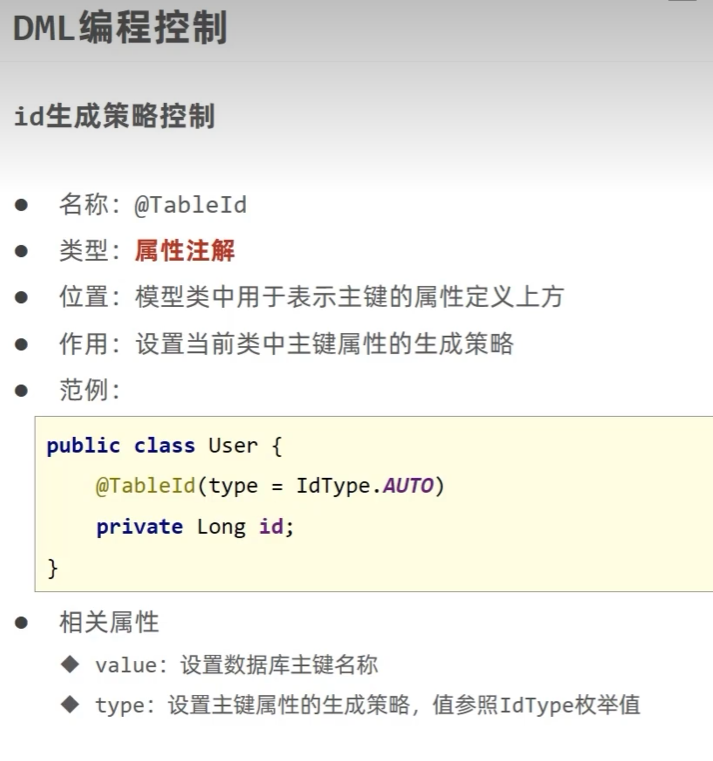 DML编程控制
id生成策略控制
● 名称：@TableId
● 类型：属性注解
● 位置：模型类中用于表示主键的属性定义上方
● 作用：设置当前类中主键属性的生成策略
● 范例：
public class User {
    @TableId(type = IdType.AUTO)
    private Long id;
}
● 相关属性
◆ value：设置数据库主键名称
◆ type：设置主键属性的生成策略，值参照IdType枚举值